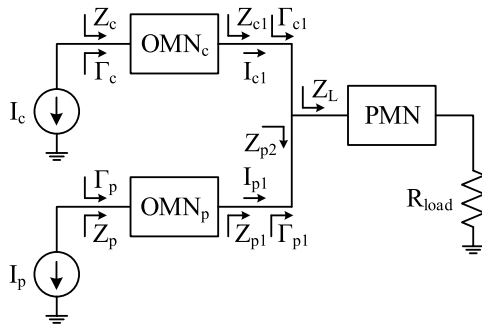 Z_c
OMN_c
Z_c1
Γ_c1
Γ_c
I_c1
I_c
Z_L
PMN
Z_p2
R_load
Γ_p
I_p1
OMN_p
Z_p
Z_p1
Γ_p1
I_p